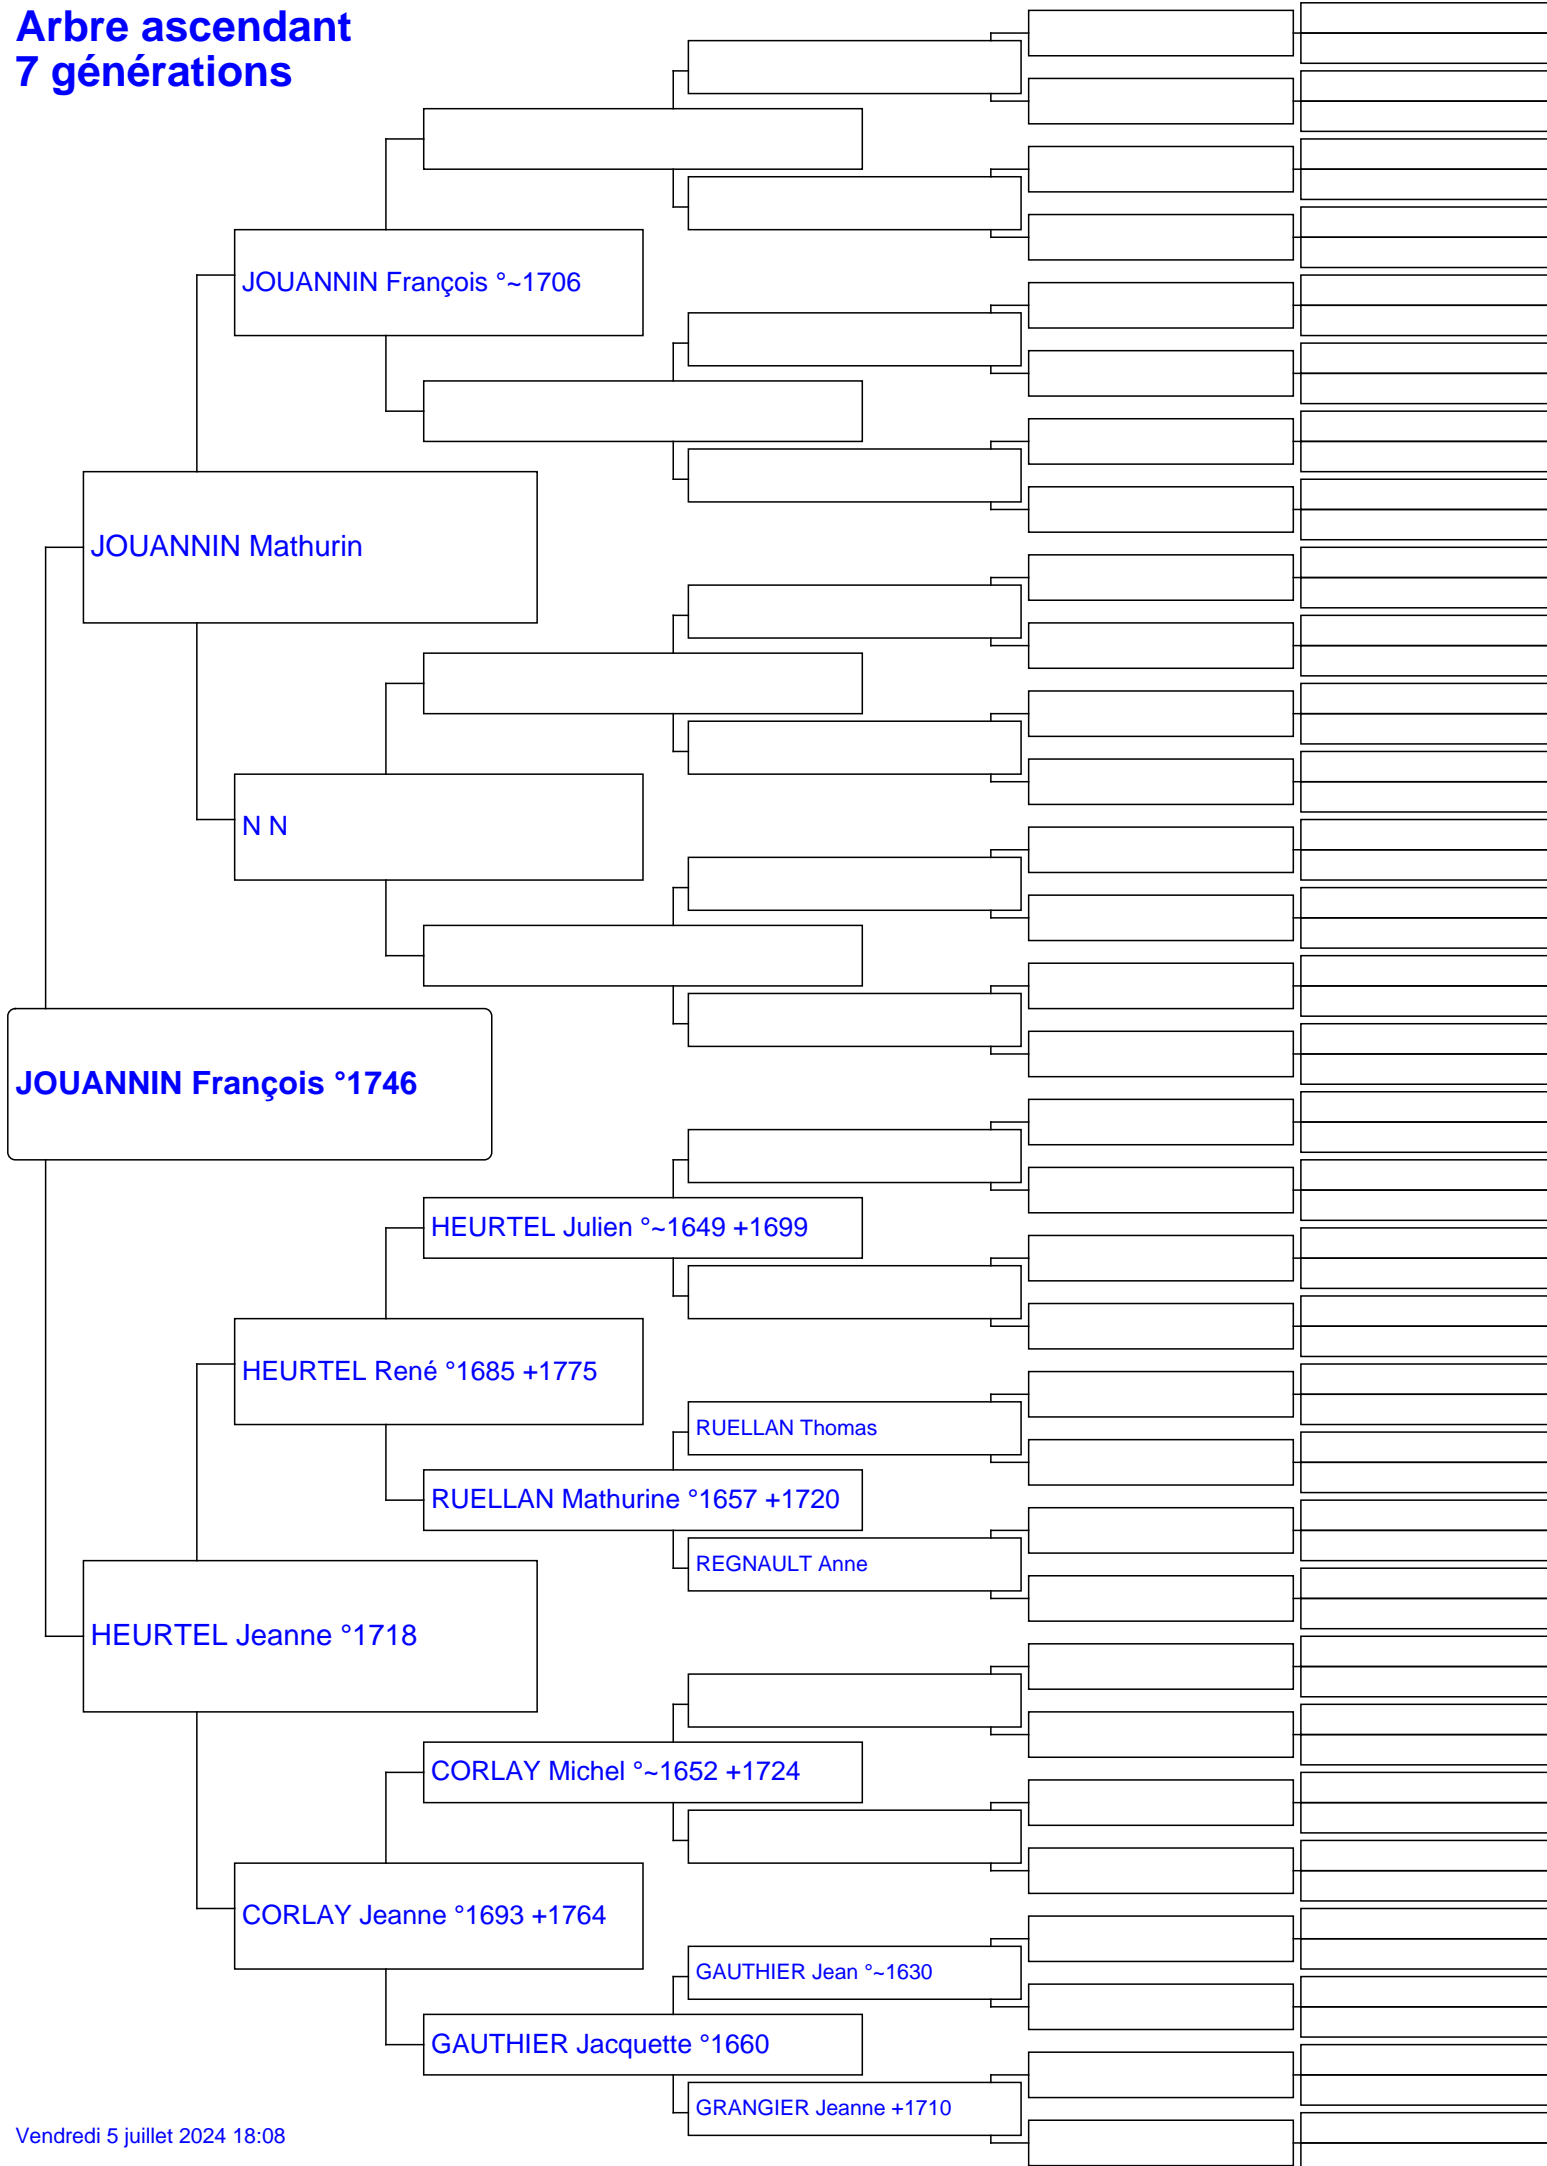 Arbre ascendant
7 générations
JOUANNIN François °~1706
JOUANNIN Mathurin
N N
JOUANNIN François °1746
HEURTEL Julien °~1649 +1699
HEURTEL René °1685 +1775
RUELLAN Thomas
RUELLAN Mathurine °1657 +1720
REGNAULT Anne
HEURTEL Jeanne °1718
CORLAY Michel °~1652 +1724
CORLAY Jeanne °1693 +1764
GAUTHIER Jean °~1630
GAUTHIER Jacquette °1660
GRANGIER Jeanne +1710
Vendredi 5 juillet 2024 18:08